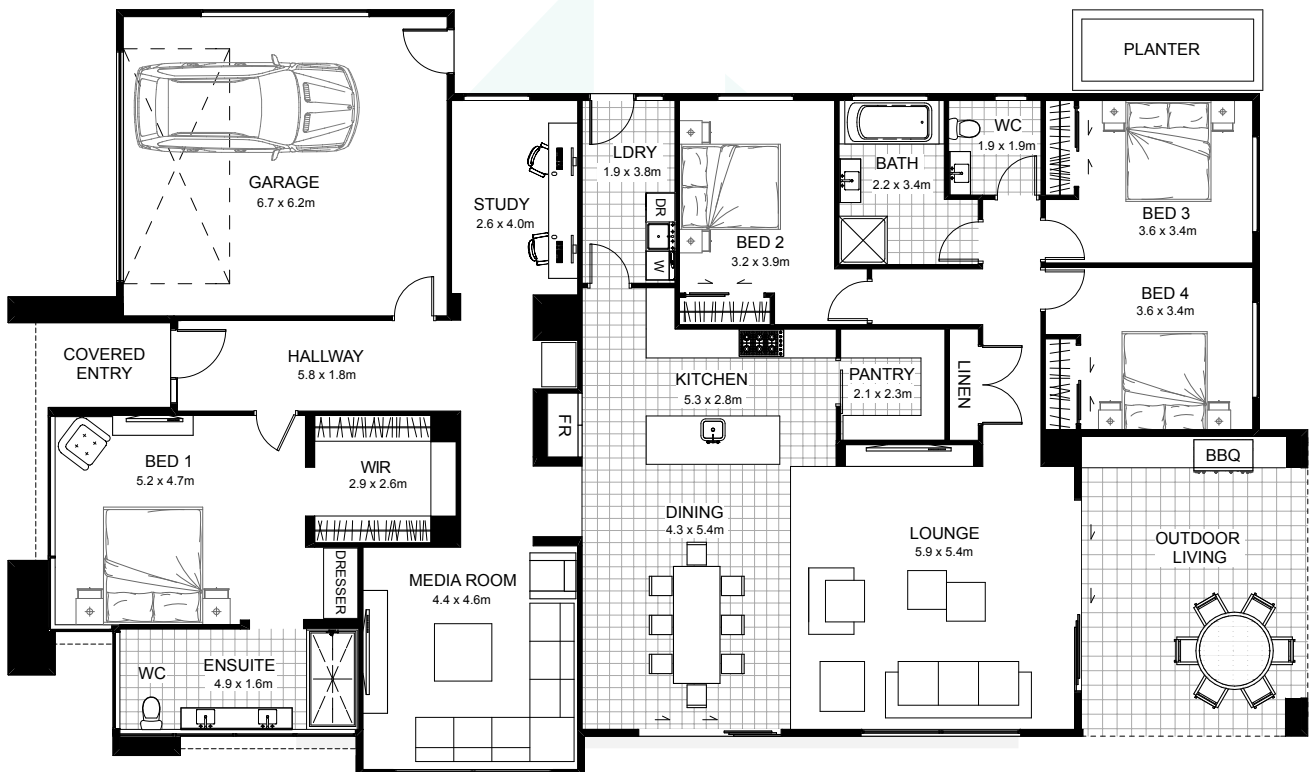 PLANTER
GARAGE
6.7 x 6.2m
STUDY
2.6 x 4.0m
LDRY
1.9 x 3.8m
DR
W
BED 2
3.2 x 3.9m
BATH
2.2 x 3.4m
WC
1.9 x 1.9m
BED 3
3.6 x 3.4m
BED 4
3.6 x 3.4m
COVERED
ENTRY
HALLWAY
5.8 x 1.8m
KITCHEN
5.3 x 2.8m
PANTRY
2.1 x 2.3m
LINEN
FR
BED 1
5.2 x 4.7m
WIR
2.9 x 2.6m
BBQ
DINING
4.3 x 5.4m
LOUNGE
5.9 x 5.4m
OUTDOOR
LIVING
DRESSER
MEDIA ROOM
4.4 x 4.6m
WC
ENSUITE
4.9 x 1.6m